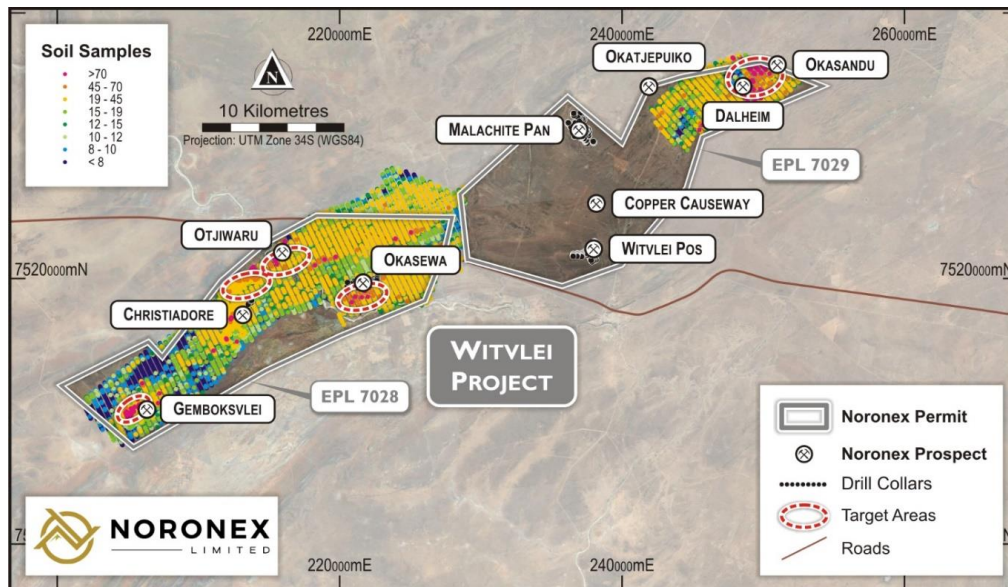 220000mE
240000mE
260000mE
Soil Samples
>70
45 - 70
19 - 45
15 - 19
12 - 15
10 - 12
8 - 10
< 8
N
10 Kilometres
Projection: UTM Zone 34S (WGS84)
OKATJEPUIKO
OKASANDU
DALHEIM
MALACHITE PAN
EPL 7029
COPPER CAUSEWAY
OTJIWARU
WITVLEI POS
OKASEWA
7520000mN
7520000mN
CHRISTIADORE
WITVLEI
PROJECT
EPL 7028
GEMBOKSVLEI
Noronex Permit
Noronex Prospect
Drill Collars
Target Areas
Roads
NORONEX
LIMITED
220000mE
240000mE